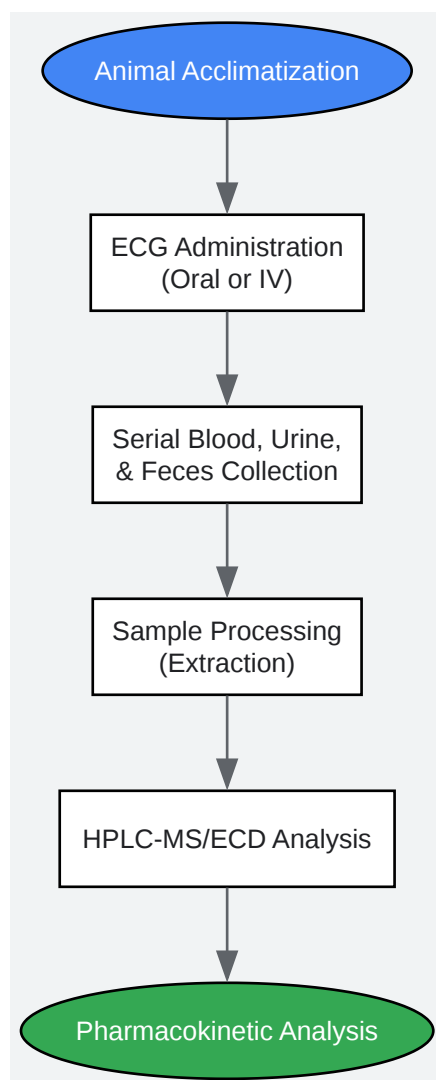 Animal Acclimatization
ECG Administration
(Oral or IV)
Serial Blood, Urine,
& Feces Collection
Sample Processing
(Extraction)
HPLC-MS/ECD Analysis
Pharmacokinetic Analysis